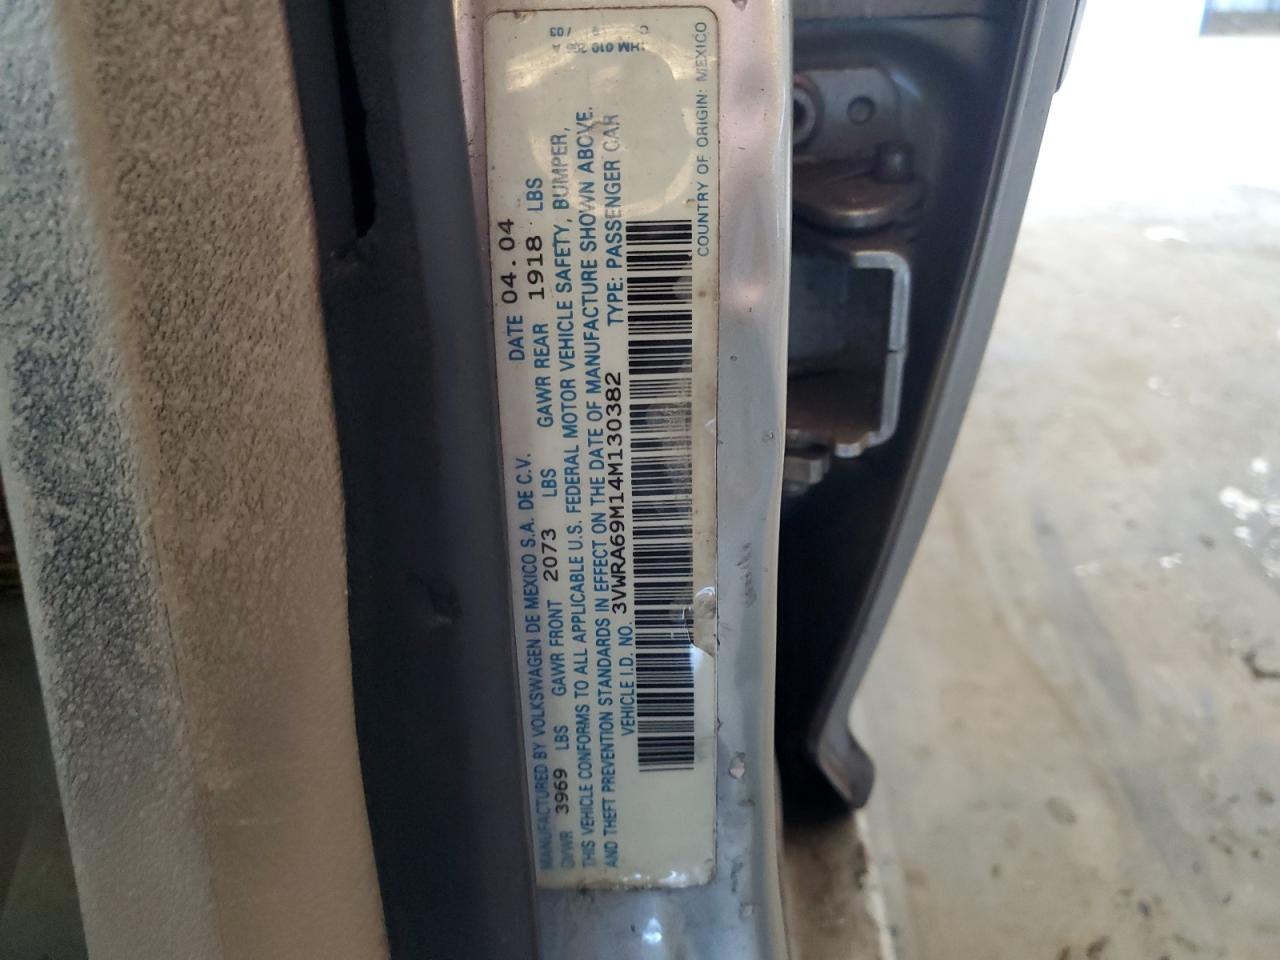 MANUFACTURED BY VOLKSWAGEN DE MEXICO S.A. DE C.V. DATE 04.04
GVWR 3969 LBS GAWR FRONT 2073 LBS GAWR REAR 1918 LBS
THIS VEHICLE CONFORMS TO ALL APPLICABLE U.S. FEDERAL MOTOR VEHICLE SAFETY, BUMPER,
AND THEFT PREVENTION STANDARDS IN EFFECT ON THE DATE OF MANUFACTURE SHOWN ABOVE.
VEHICLE I.D. NO. 3VWRA69M14M130382 TYPE: PASSENGER CAR
COUNTRY OF ORIGIN: MEXICO